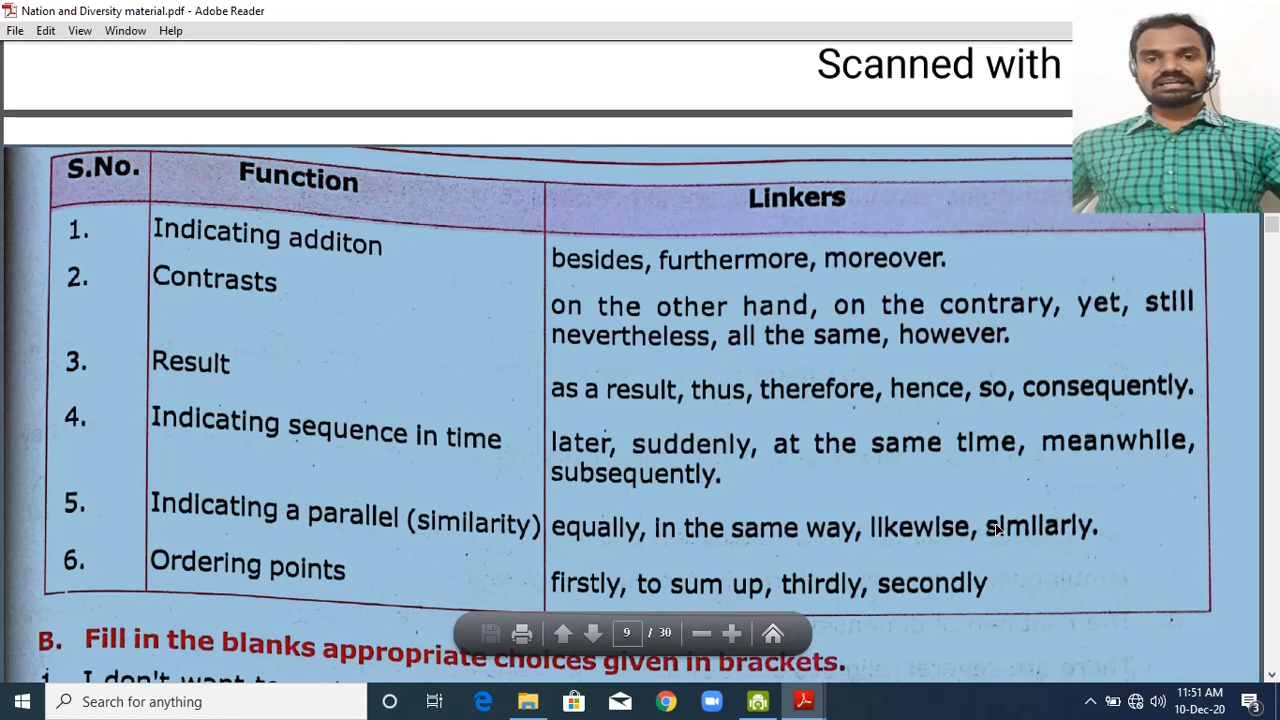 Nation and Diversity material.pdf - Adobe Reader
File Edit View Window Help
Scanned with
S.No. Function Linkers
1. Indicating additon besides, furthermore, moreover.
2. Contrasts on the other hand, on the contrary, yet, still
nevertheless, all the same, however.
3. Result as a result, thus, therefore, hence, so, consequently.
4. Indicating sequence in time later, suddenly, at the same time, meanwhile,
subsequently.
5. Indicating a parallel (similarity) equally, in the same way, likewise, similarly.
6. Ordering points firstly, to sum up, thirdly, secondly
9 / 30
B. Fill in the blanks appropriate choices given in brackets.
1. I don't want to
Search for anything
11:51 AM
10-Dec-20
3